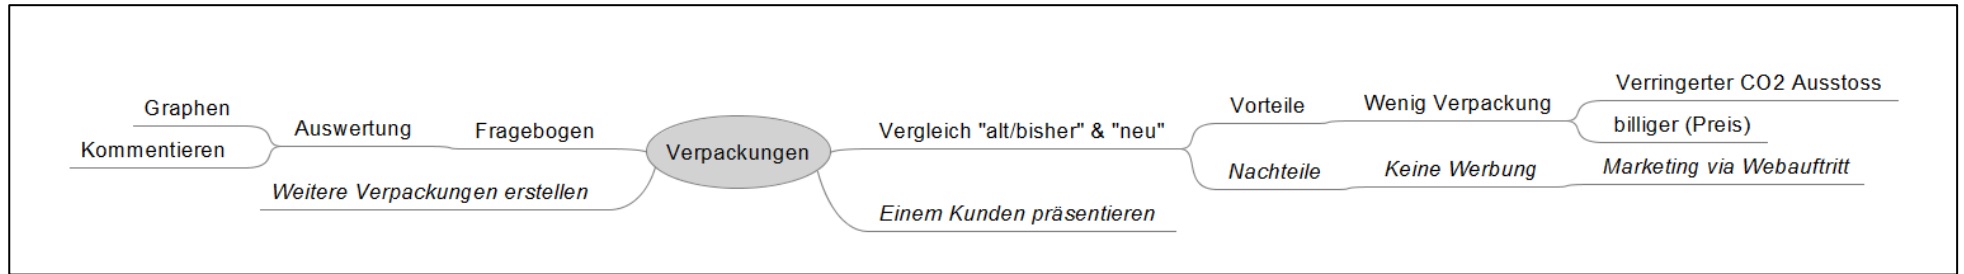 Graphen
Kommentieren
Auswertung
Fragebogen
Weitere Verpackungen erstellen
Verpackungen
Vergleich "alt/bisher" & "neu"
Vorteile
Wenig Verpackung
Verringerter CO2 Ausstoss
billiger (Preis)
Nachteile
Keine Werbung
Marketing via Webauftritt
Einem Kunden präsentieren